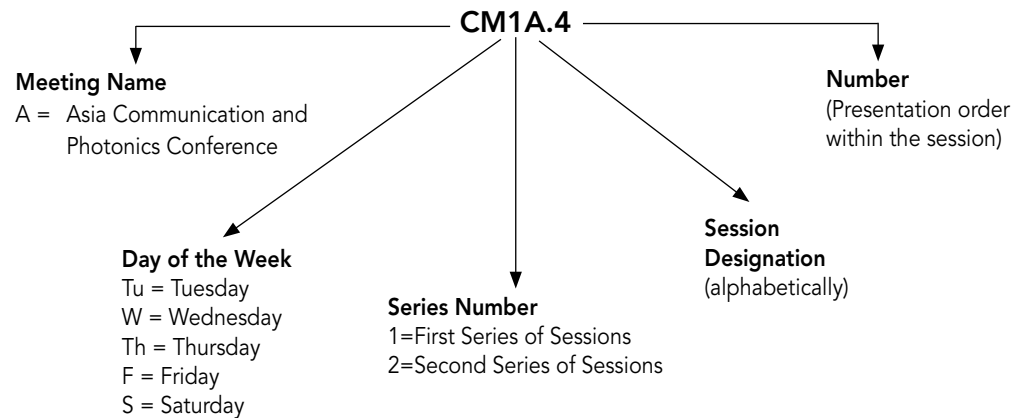 CM1A.4
Meeting Name
A = Asia Communication and
Photonics Conference
Number
(Presentation order
within the session)
Day of the Week
Tu = Tuesday
W = Wednesday
Th = Thursday
F = Friday
S = Saturday
Series Number
1=First Series of Sessions
2=Second Series of Sessions
Session
Designation
(alphabetically)